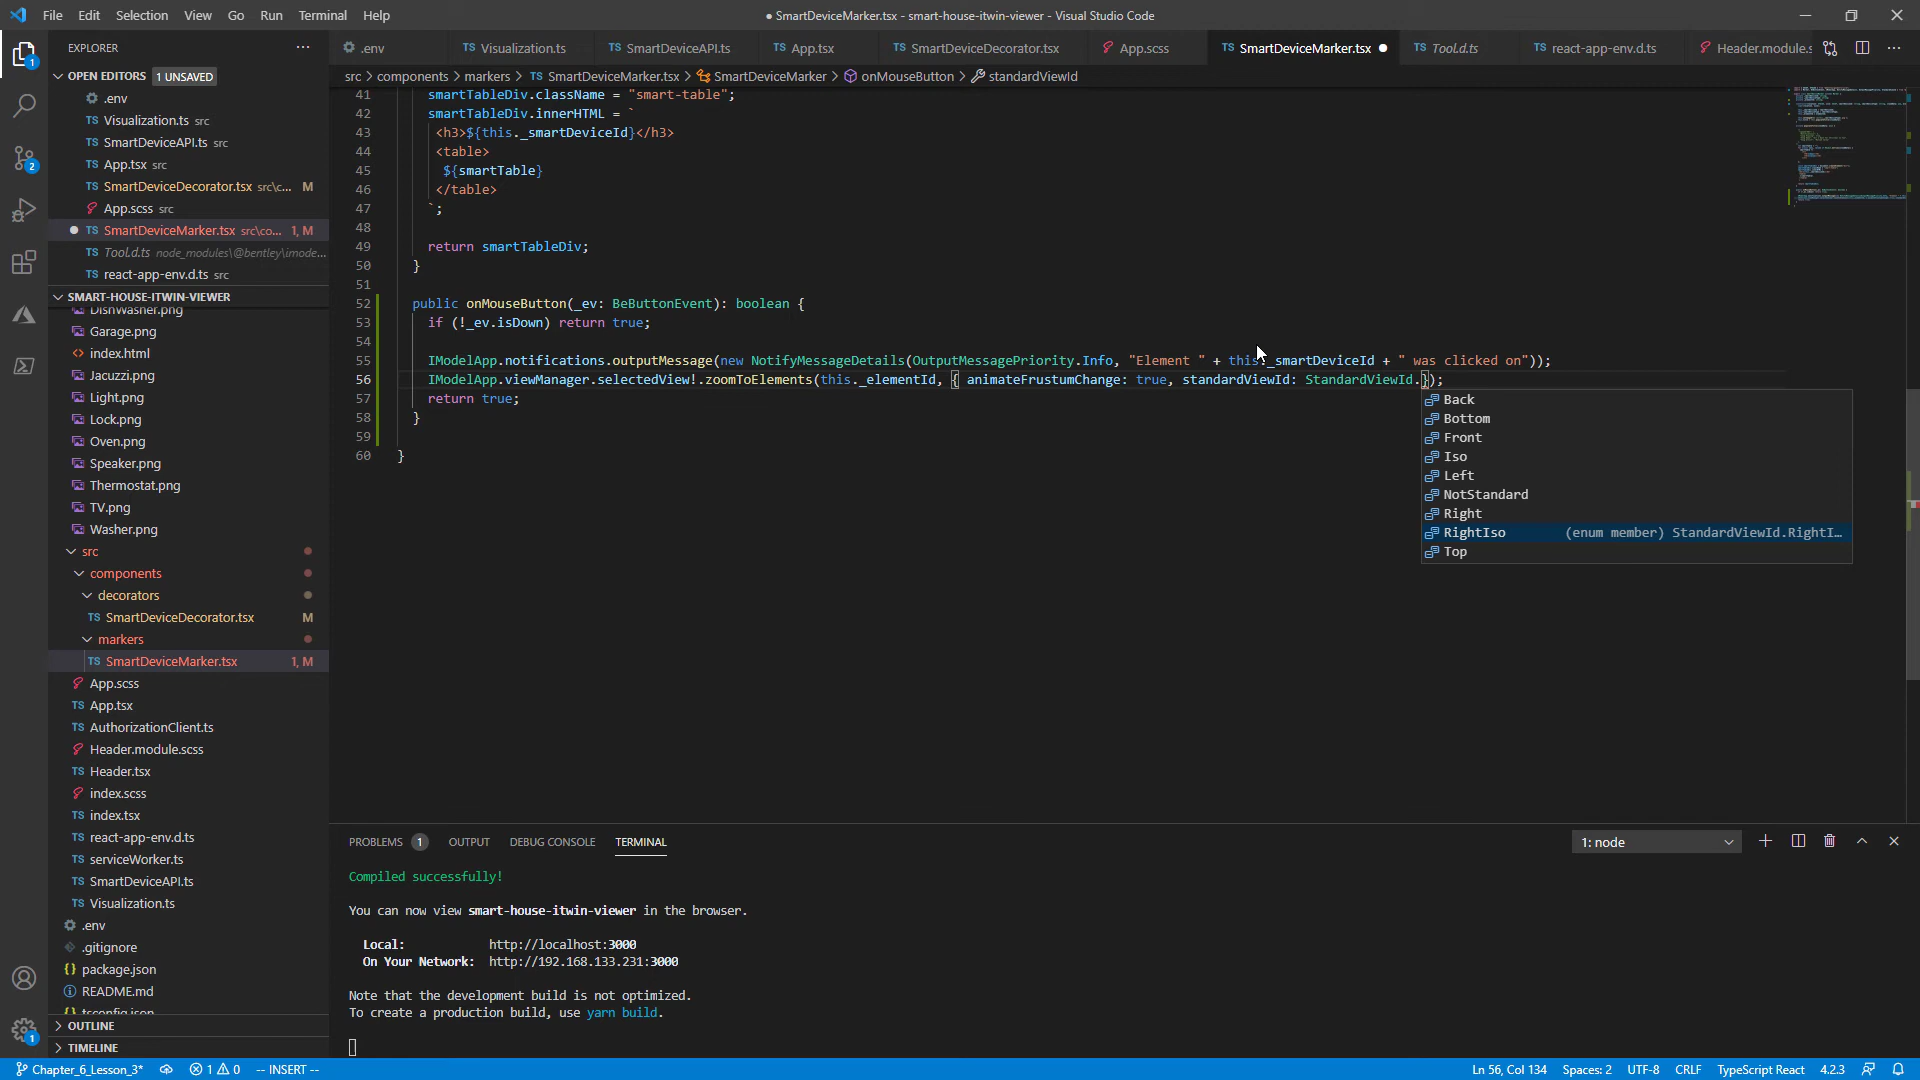 File Edit Selection View Go Run Terminal Help
● SmartDeviceMarker.tsx - smart-house-itwin-viewer - Visual Studio Code
EXPLORER
OPEN EDITORS 1 UNSAVED
.env
Visualization.ts src
SmartDeviceAPI.ts src
App.tsx src
SmartDeviceDecorator.tsx src\c... M
App.scss src
SmartDeviceMarker.tsx src\co... 1, M
Tool.d.ts node_modules\@bentley\imode...
react-app-env.d.ts src
SMART-HOUSE-ITWIN-VIEWER
DishWasher.png
Garage.png
index.html
Jacuzzi.png
Light.png
Lock.png
Oven.png
Speaker.png
Thermostat.png
TV.png
Washer.png
src
components
decorators
SmartDeviceDecorator.tsx M
markers
SmartDeviceMarker.tsx 1, M
App.scss
App.tsx
AuthorizationClient.ts
Header.module.scss
Header.tsx
index.scss
index.tsx
react-app-env.d.ts
serviceWorker.ts
SmartDeviceAPI.ts
Visualization.ts
.env
.gitignore
package.json
README.md
tsconfig.json
OUTLINE
TIMELINE
.env Visualization.ts SmartDeviceAPI.ts App.tsx SmartDeviceDecorator.tsx App.scss SmartDeviceMarker.tsx Tool.d.ts react-app-env.d.ts Header.module.s
src > components > markers > SmartDeviceMarker.tsx > SmartDeviceMarker > onMouseButton > standardViewId
41 smartTableDiv.className = "smart-table";
42 smartTableDiv.innerHTML = `
43 <h3>${this._smartDeviceId}</h3>
44 <table>
45 ${smartTable}
46 </table>
47 `;
48
49 return smartTableDiv;
50 }
51
52 public onMouseButton(_ev: BeButtonEvent): boolean {
53 if (!_ev.isDown) return true;
54
55 IModelApp.notifications.outputMessage(new NotifyMessageDetails(OutputMessagePriority.Info, "Element " + this._smartDeviceId + " was clicked on"));
56 IModelApp.viewManager.selectedView!.zoomToElements(this._elementId, { animateFrustumChange: true, standardViewId: StandardViewId.});
57 return true;
58 }
59
60 }
Back
Bottom
Front
Iso
Left
NotStandard
Right
RightIso (enum member) StandardViewId.RightI…
Top
PROBLEMS 1 OUTPUT DEBUG CONSOLE TERMINAL
1: node
Compiled successfully!
You can now view smart-house-itwin-viewer in the browser.
Local: http://localhost:3000
On Your Network: http://192.168.133.231:3000
Note that the development build is not optimized.
To create a production build, use yarn build.
Chapter_6_Lesson_3* 1 0 -- INSERT --
Ln 56, Col 134 Spaces: 2 UTF-8 CRLF TypeScript React 4.2.3